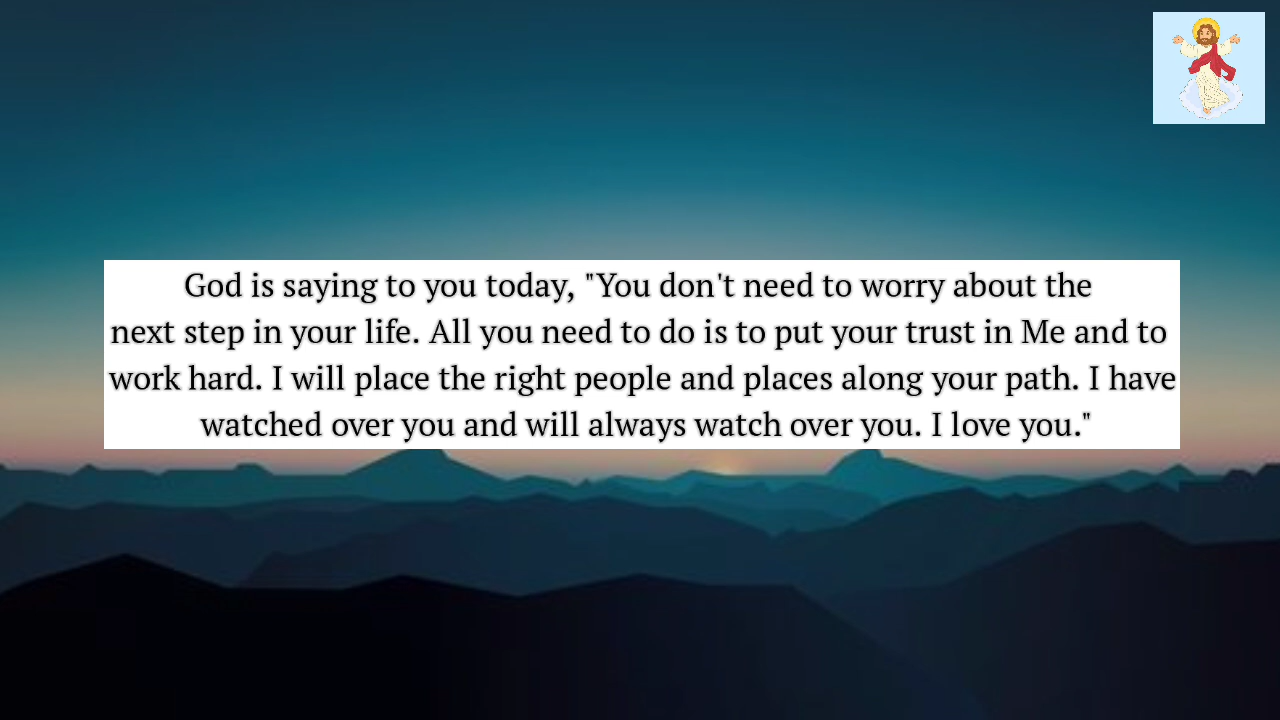 God is saying to you today, "You don't need to worry about the
next step in your life. All you need to do is to put your trust in Me and to
work hard. I will place the right people and places along your path. I have
watched over you and will always watch over you. I love you."